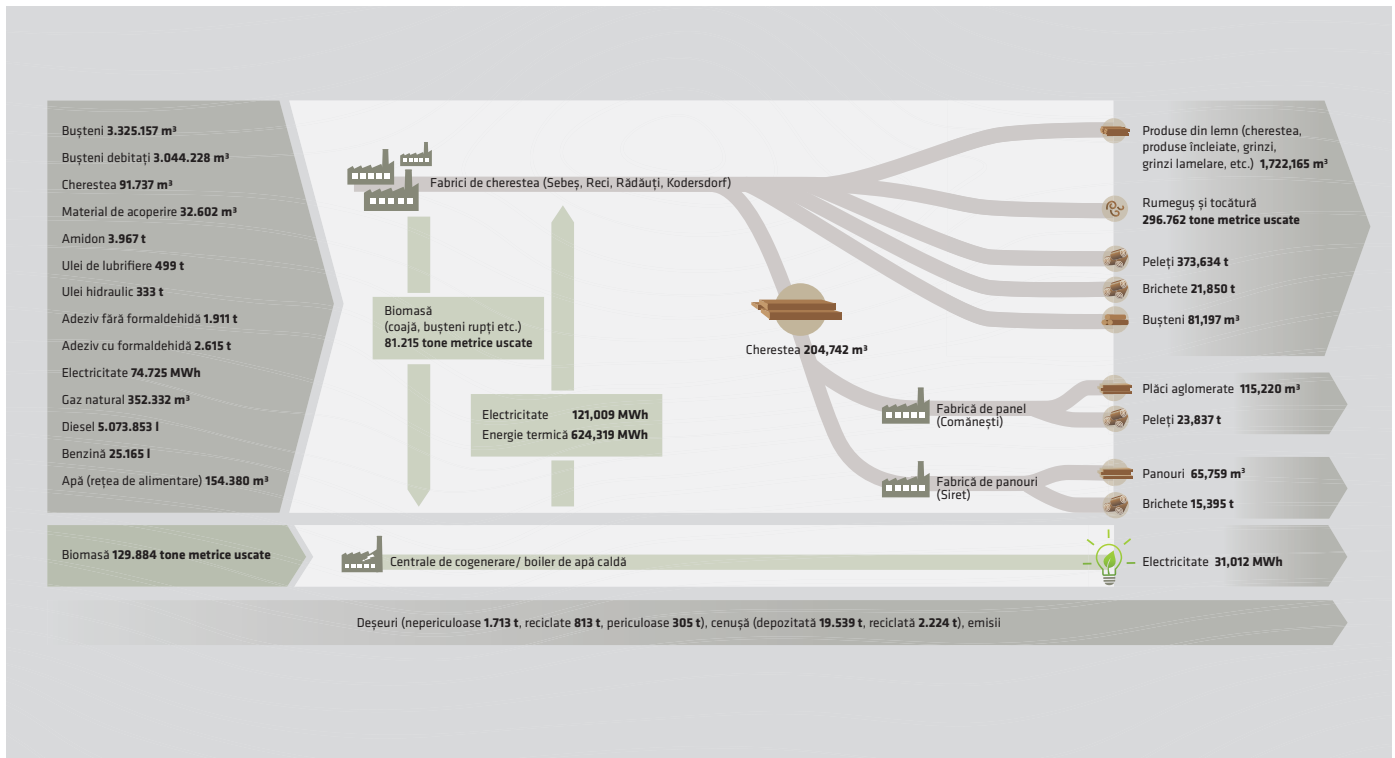 Bușteni 3.325.157 m³
Bușteni debitați 3.044.228 m³
Cherestea 91.737 m³
Material de acoperire 32.602 m³
Amidon 3.967 t
Ulei de lubrifiere 499 t
Ulei hidraulic 333 t
Adeziv fără formaldehidă 1.911 t
Adeziv cu formaldehidă 2.615 t
Electricitate 74.725 MWh
Gaz natural 352.332 m³
Diesel 5.073.853 l
Benzină 25.165 l
Apă (rețea de alimentare) 154.380 m³
Fabrici de cherestea (Sebeș, Reci, Rădăuți, Kodersdorf)
Biomasă
(coajă, bușteni rupți etc.)
81.215 tone metrice uscate
Electricitate 121,009 MWh
Energie termică 624,319 MWh
Cherestea 204,742 m³
Fabrică de panel
(Comănești)
Fabrică de panouri
(Siret)
Produse din lemn (cherestea,
produse încleiate, grinzi,
grinzi lamelare, etc.) 1,722,165 m³
Rumeguș și tocătură
296.762 tone metrice uscate
Peleți 373,634 t
Brichete 21,850 t
Bușteni 81,197 m³
Plăci aglomerate 115,220 m³
Peleți 23,837 t
Panouri 65,759 m³
Brichete 15,395 t
Biomasă 129.884 tone metrice uscate
Centrale de cogenerare/ boiler de apă caldă
Electricitate 31,012 MWh
Deșeuri (nepericuloase 1.713 t, reciclate 813 t, periculoase 305 t), cenușă (depozitată 19.539 t, reciclată 2.224 t), emisii